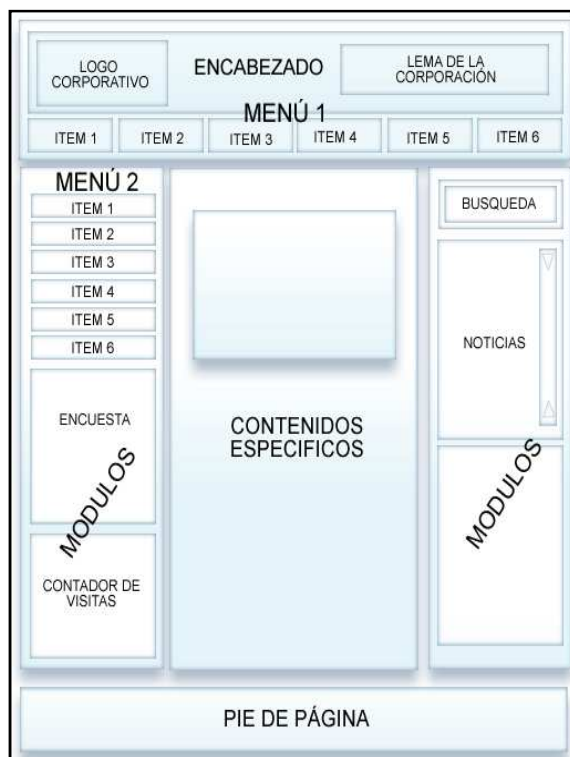 LOGO
CORPORATIVO
ENCABEZADO
LEMA DE LA
CORPORACIÓN
MENÚ 1
ITEM 1
ITEM 2
ITEM 3
ITEM 4
ITEM 5
ITEM 6
MENÚ 2
ITEM 1
ITEM 2
ITEM 3
ITEM 4
ITEM 5
ITEM 6
ENCUESTA
MODULOS
CONTADOR DE
VISITAS
CONTENIDOS
ESPECIFICOS
BUSQUEDA
NOTICIAS
MODULOS
PIE DE PÁGINA